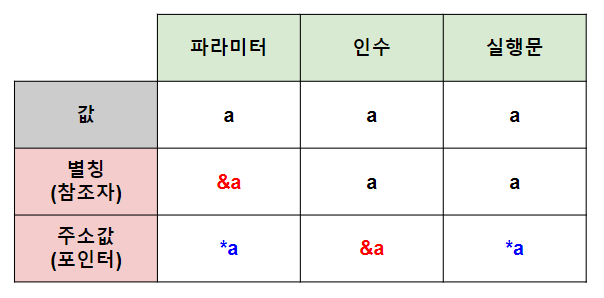 파라미터 인수 실행문
값 a a a
별칭
(참조자) &a a a
주소값
(포인터) *a &a *a